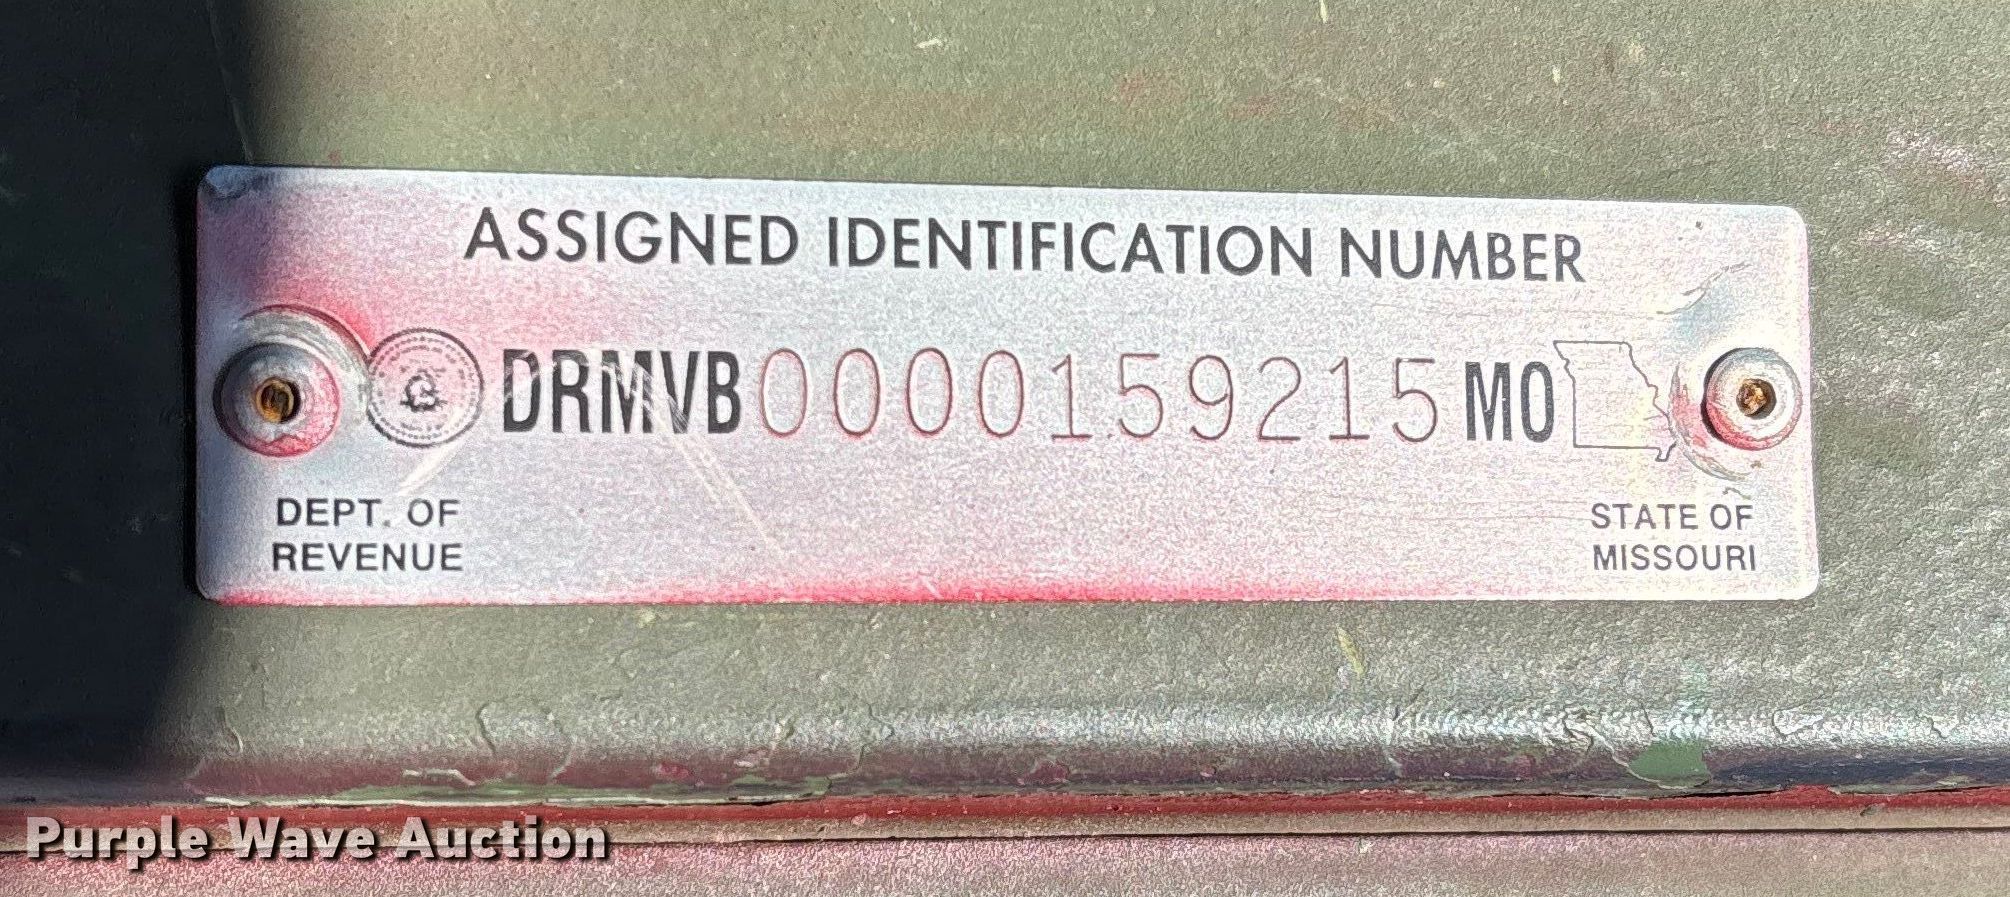 ASSIGNED IDENTIFICATION NUMBER
DRMVB0000159215MO
DEPT. OF
REVENUE
STATE OF
MISSOURI
Purple Wave Auction